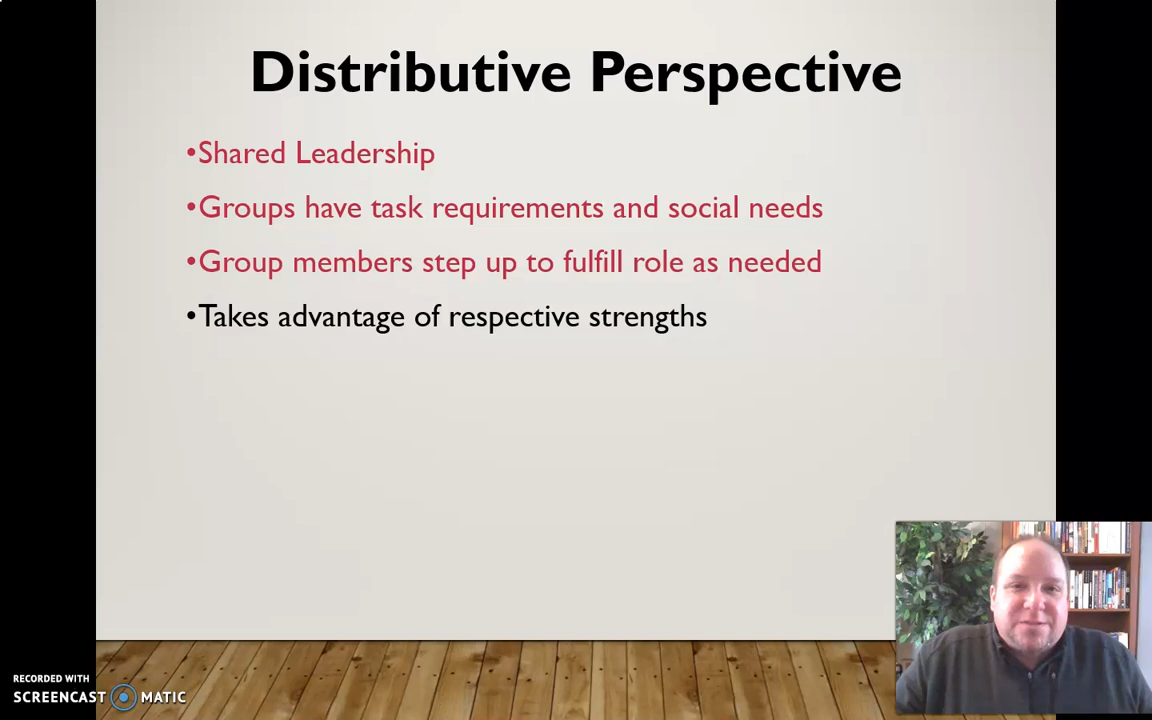 Distributive Perspective
•Shared Leadership
•Groups have task requirements and social needs
•Group members step up to fulfill role as needed
•Takes advantage of respective strengths
RECORDED WITH
SCREENCAST MATIC